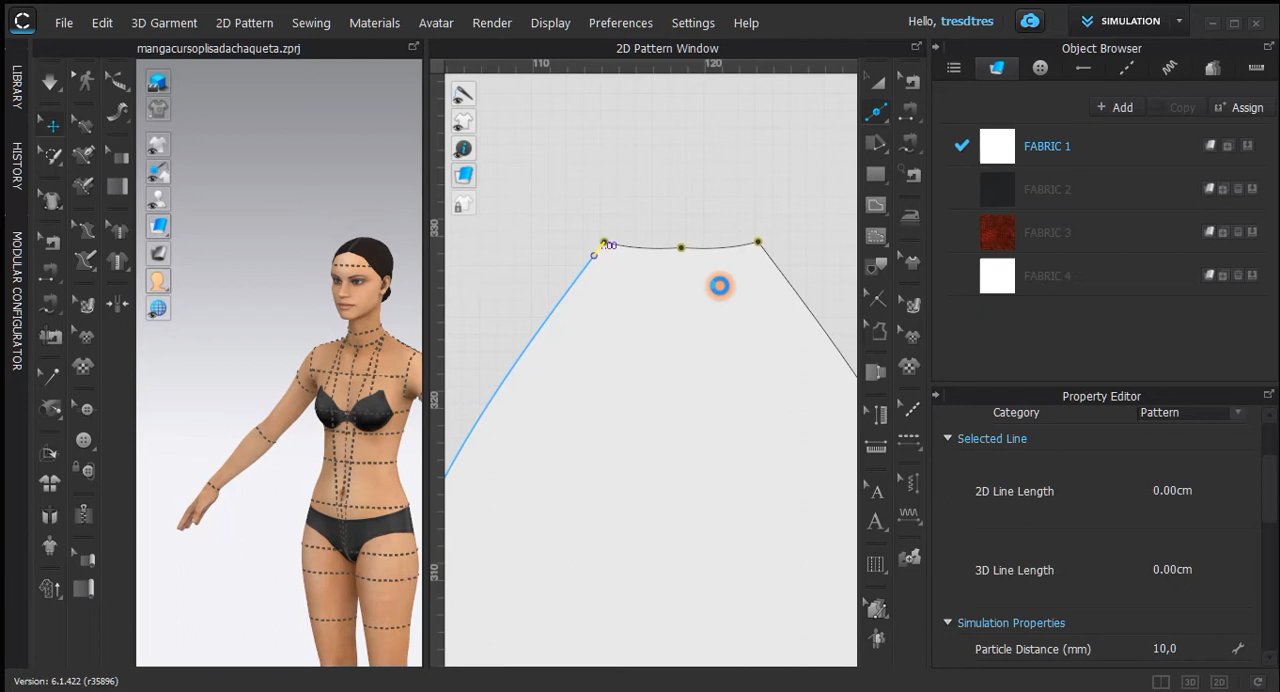 File Edit 3D Garment 2D Pattern Sewing Materials Avatar Render Display Preferences Settings Help Hello, tresdtres SIMULATION
mangacursoplisadachaqueta.zprj
2D Pattern Window
Object Browser
LIBRARY
HISTORY
MODULAR CONFIGURATOR
110
120
330
320
310
+ Add
Copy
Assign
FABRIC 1
FABRIC 2
FABRIC 3
FABRIC 4
Property Editor
Category Pattern
Selected Line
2D Line Length 0.00cm
3D Line Length 0.00cm
Simulation Properties
Particle Distance (mm) 10,0
Version: 6.1.422 (r35896)
3D
2D